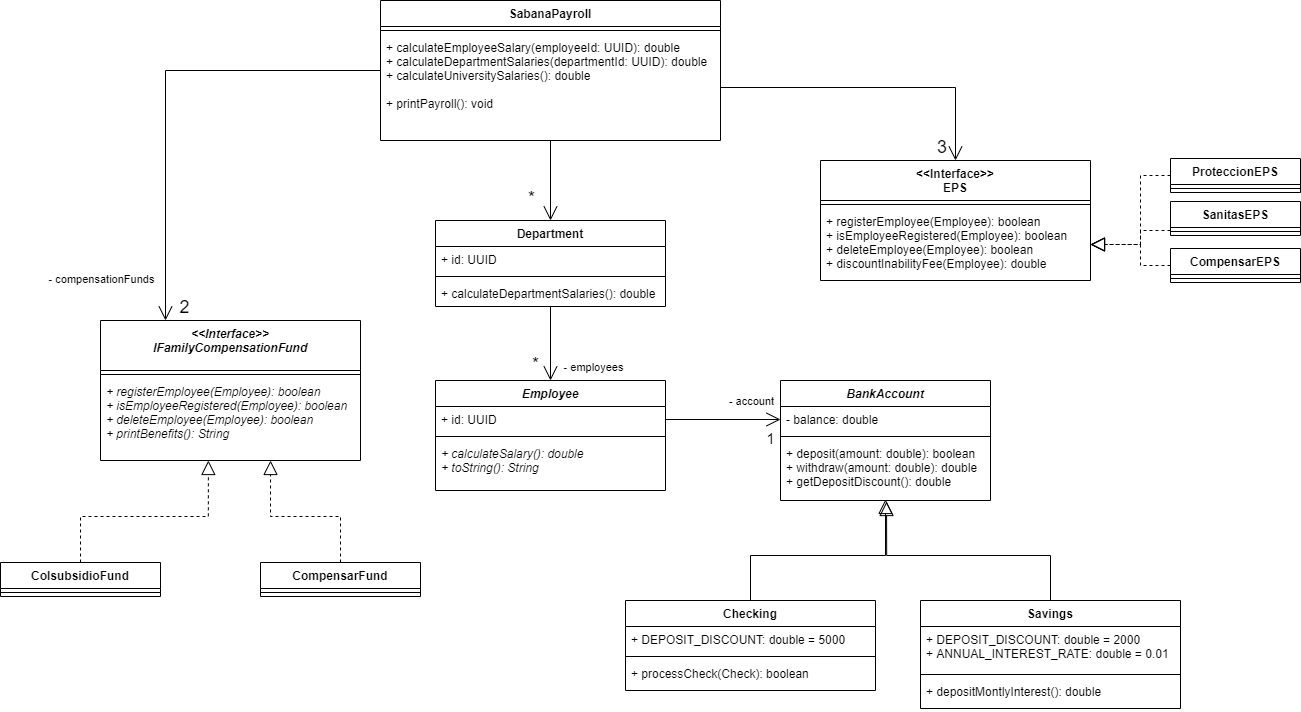 SabanaPayroll
+ calculateEmployeeSalary(employeeId: UUID): double
+ calculateDepartmentSalaries(departmentId: UUID): double
+ calculateUniversitySalaries(): double
+ printPayroll(): void
3
<<Interface>>
EPS
+ registerEmployee(Employee): boolean
+ isEmployeeRegistered(Employee): boolean
+ deleteEmployee(Employee): boolean
+ discountInabilityFee(Employee): double
ProteccionEPS
SanitasEPS
CompensarEPS
*
Department
+ id: UUID
+ calculateDepartmentSalaries(): double
- compensationFunds
2
<<Interface>>
IFamilyCompensationFund
+ registerEmployee(Employee): boolean
+ isEmployeeRegistered(Employee): boolean
+ deleteEmployee(Employee): boolean
+ printBenefits(): String
*
- employees
Employee
+ id: UUID
+ calculateSalary(): double
+ toString(): String
- account
1
BankAccount
- balance: double
+ deposit(amount: double): boolean
+ withdraw(amount: double): double
+ getDepositDiscount(): double
ColsubsidioFund
CompensarFund
Checking
+ DEPOSIT_DISCOUNT: double = 5000
+ processCheck(Check): boolean
Savings
+ DEPOSIT_DISCOUNT: double = 2000
+ ANNUAL_INTEREST_RATE: double = 0.01
+ depositMontlyInterest(): double